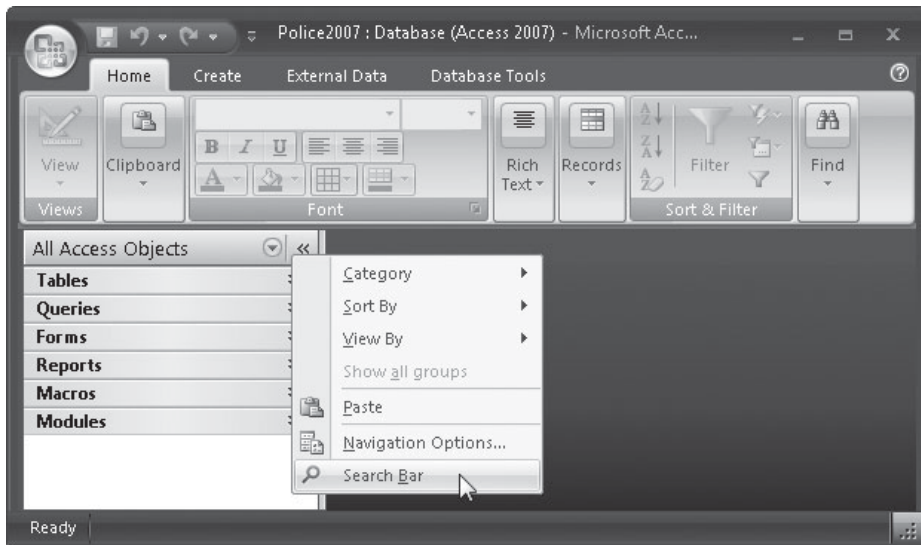 Police2007 : Database (Access 2007) - Microsoft Acc...
Home Create External Data Database Tools
View
Clipboard
B I U
A
Rich Text
Records
A Z
Z A
A Z
Filter
Find
Views
Font
Sort & Filter
All Access Objects
Tables
Queries
Forms
Reports
Macros
Modules
Category
Sort By
View By
Show all groups
Paste
Navigation Options...
Search Bar
Ready